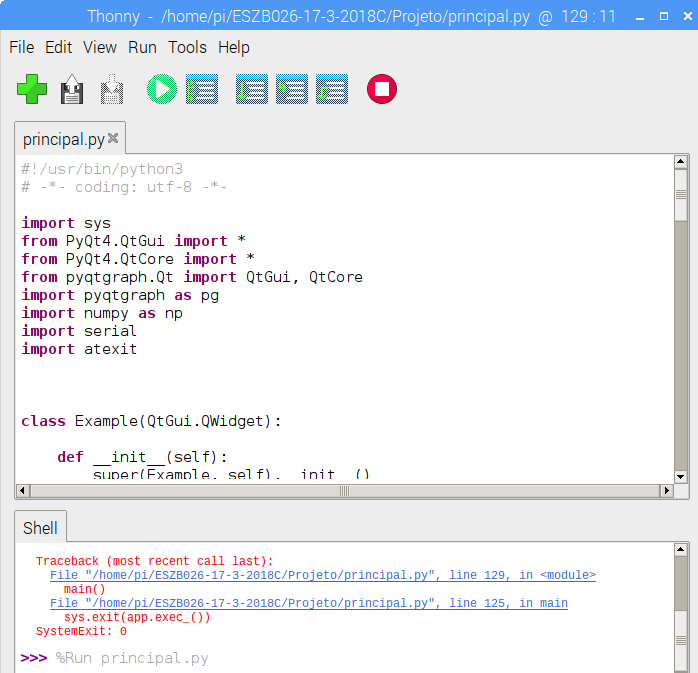 Thonny - /home/pi/ESZB026-17-3-2018C/Projeto/principal.py @ 129 : 11
File Edit View Run Tools Help
principal.py
#!/usr/bin/python3
# -*- coding: utf-8 -*-
import sys
from PyQt4.QtGui import *
from PyQt4.QtCore import *
from pyqtgraph.Qt import QtGui, QtCore
import pyqtgraph as pg
import numpy as np
import serial
import atexit
class Example(QtGui.QWidget):
def __init__(self):
super(Example, self).__init__()
Shell
Traceback (most recent call last):
File "/home/pi/ESZB026-17-3-2018C/Projeto/principal.py", line 129, in <module>
main()
File "/home/pi/ESZB026-17-3-2018C/Projeto/principal.py", line 125, in main
sys.exit(app.exec_())
SystemExit: 0
>>> %Run principal.py